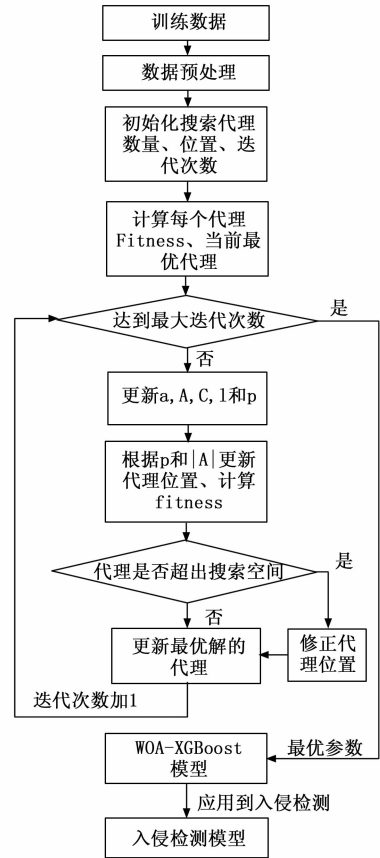 训练数据
数据预处理
初始化搜索代理
数量、位置、迭
代次数
计算每个代理
Fitness、当前最
优代理
达到最大迭代次数
是
否
更新a,A,C,l和p
根据p和|A|更新
代理位置、计算
fitness
代理是否超出搜索空间
是
否
更新最优解的
代理
修正代
理位置
迭代次数加1
WOA-XGBoost
模型
最优参数
应用到入侵检测
入侵检测模型